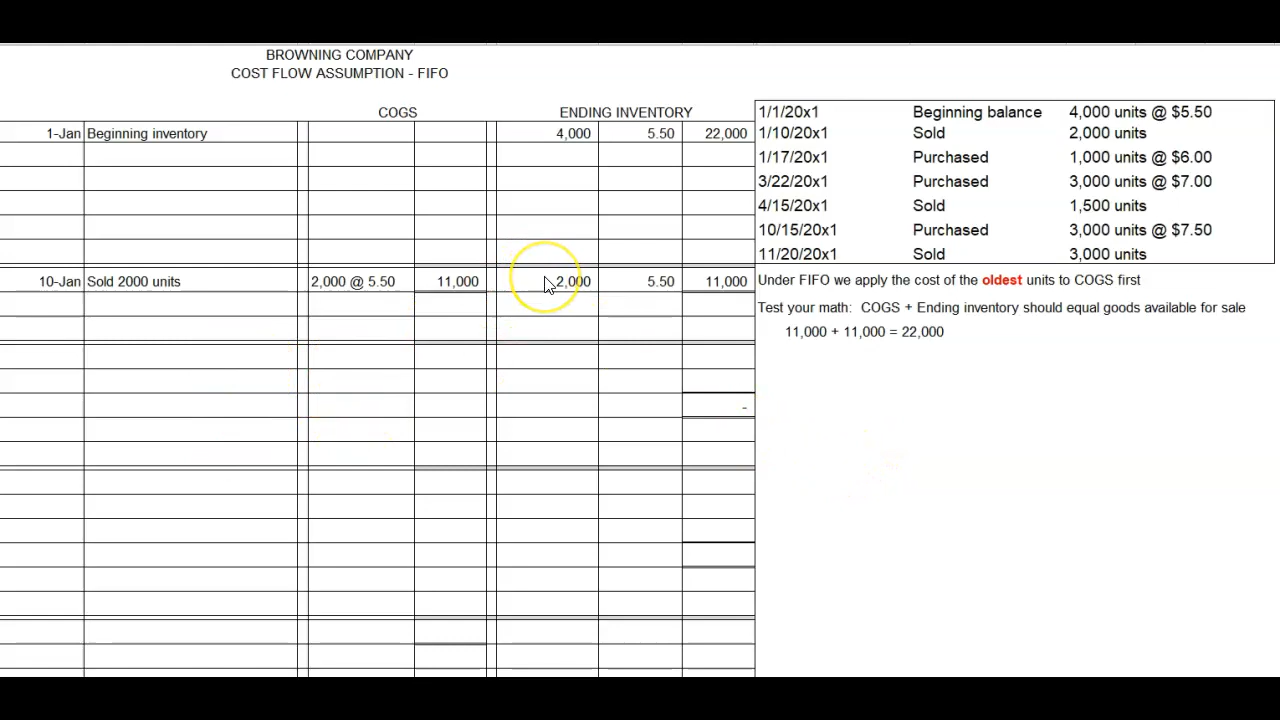 BROWNING COMPANY
COST FLOW ASSUMPTION - FIFO
COGS ENDING INVENTORY
1-Jan Beginning inventory 4,000 5.50 22,000
10-Jan Sold 2000 units 2,000 @ 5.50 11,000 2,000 5.50 11,000
-
1/1/20x1 Beginning balance 4,000 units @ $5.50
1/10/20x1 Sold 2,000 units
1/17/20x1 Purchased 1,000 units @ $6.00
3/22/20x1 Purchased 3,000 units @ $7.00
4/15/20x1 Sold 1,500 units
10/15/20x1 Purchased 3,000 units @ $7.50
11/20/20x1 Sold 3,000 units
Under FIFO we apply the cost of the oldest units to COGS first
Test your math: COGS + Ending inventory should equal goods available for sale
11,000 + 11,000 = 22,000